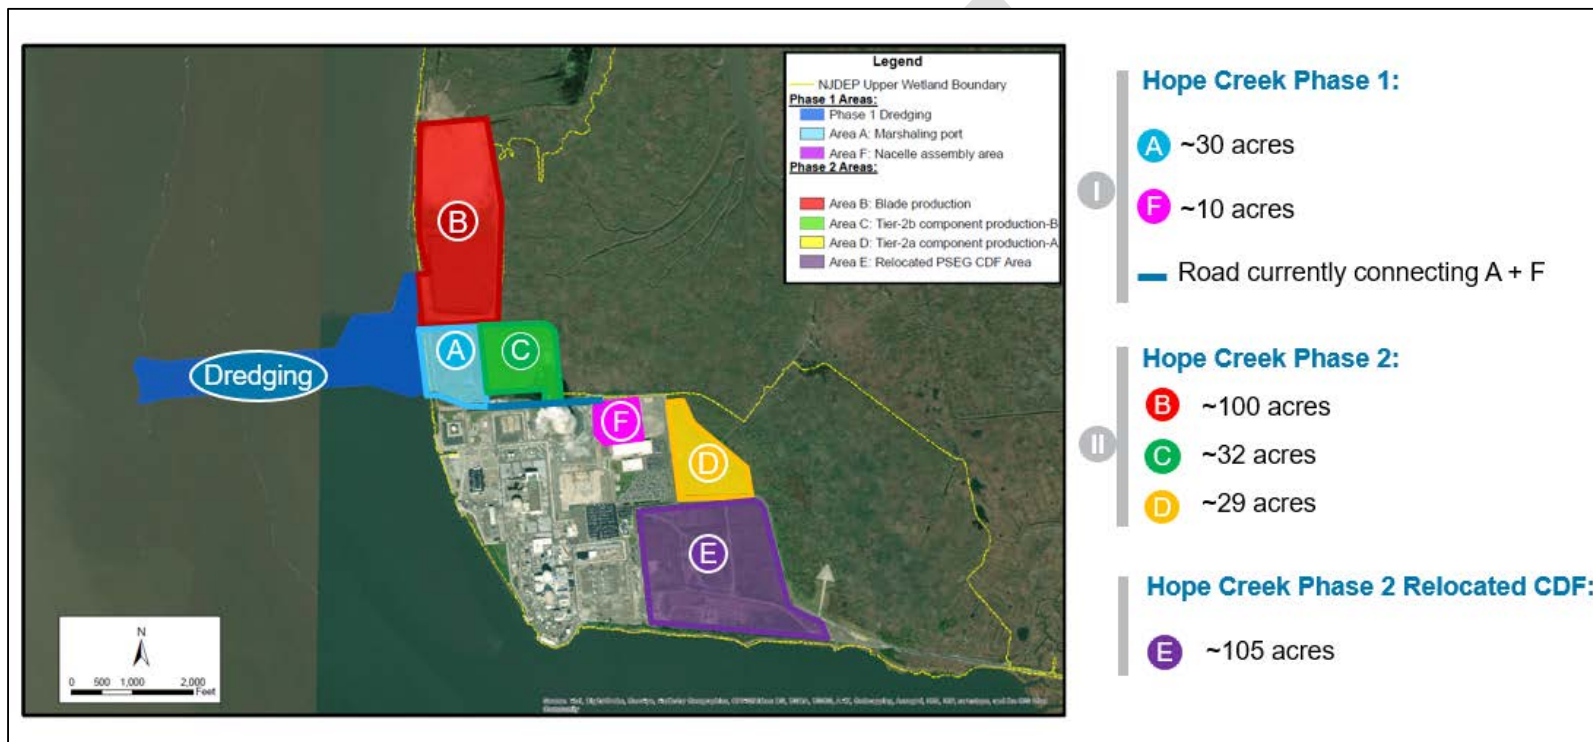 Legend
NJDEP Upper Wetland Boundary
Phase 1 Areas:
Phase 1 Dredging
Area A: Marshaling port
Area F: Nacelle assembly area
Phase 2 Areas:
Area B: Blade production
Area C: Tier-2b component production-B
Area D: Tier-2a component production-A
Area E: Relocated PSEG CDF Area
B
A
C
Dredging
F
D
E
N
0 500 1,000 2,000
Feet
I
Hope Creek Phase 1:
A ~30 acres
F ~10 acres
Road currently connecting A + F
II
Hope Creek Phase 2:
B ~100 acres
C ~32 acres
D ~29 acres
Hope Creek Phase 2 Relocated CDF:
E ~105 acres